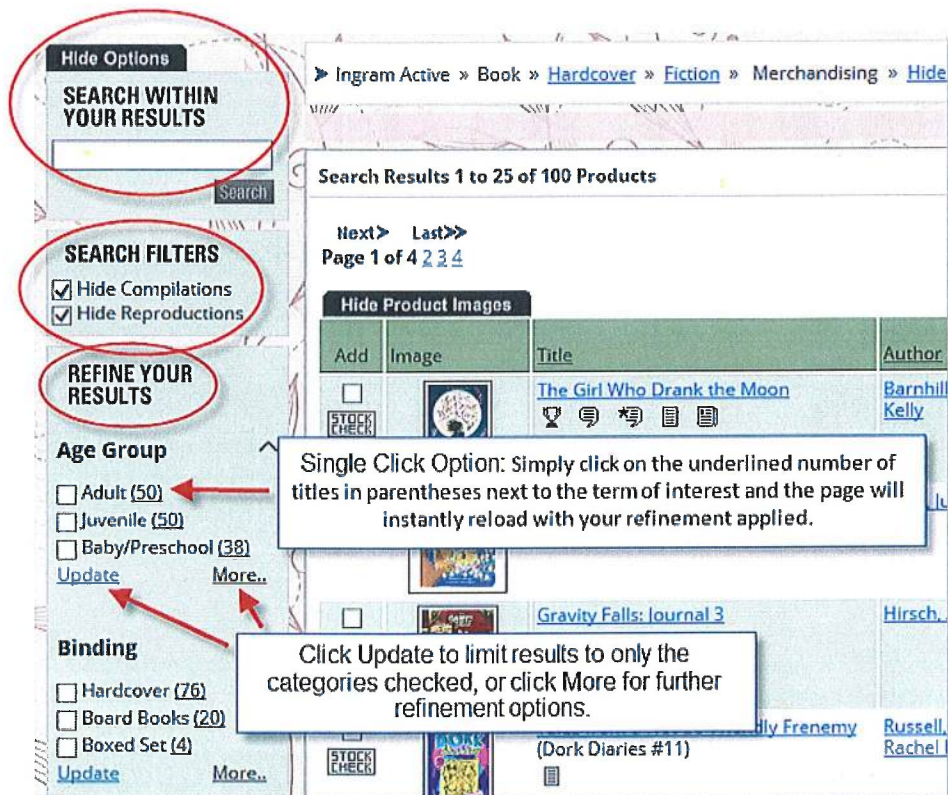 Hide Options
SEARCH WITHIN
YOUR RESULTS
Search
SEARCH FILTERS
Hide Compilations
Hide Reproductions
REFINE YOUR
RESULTS
Age Group
Adult (50)
Juvenile (50)
Baby/Preschool (38)
Update More..
Binding
Hardcover (76)
Board Books (20)
Boxed Set (4)
Update More..
Ingram Active » Book » Hardcover » Fiction » Merchandising » Hide
Search Results 1 to 25 of 100 Products
Next> Last>>
Page 1 of 4 2 3 4
Hide Product Images
Add Image Title Author
The Girl Who Drank the Moon Barnhill
Kelly
STOCK
CHECK
Single Click Option: Simply click on the underlined number of
titles in parentheses next to the term of interest and the page will
instantly reload with your refinement applied.
Gravity Falls: Journal 3 Hirsch,
Click Update to limit results to only the
categories checked, or click More for further
refinement options.
Frenemy Russell,
(Dork Diaries #11) Rachel
STOCK
CHECK
DORK